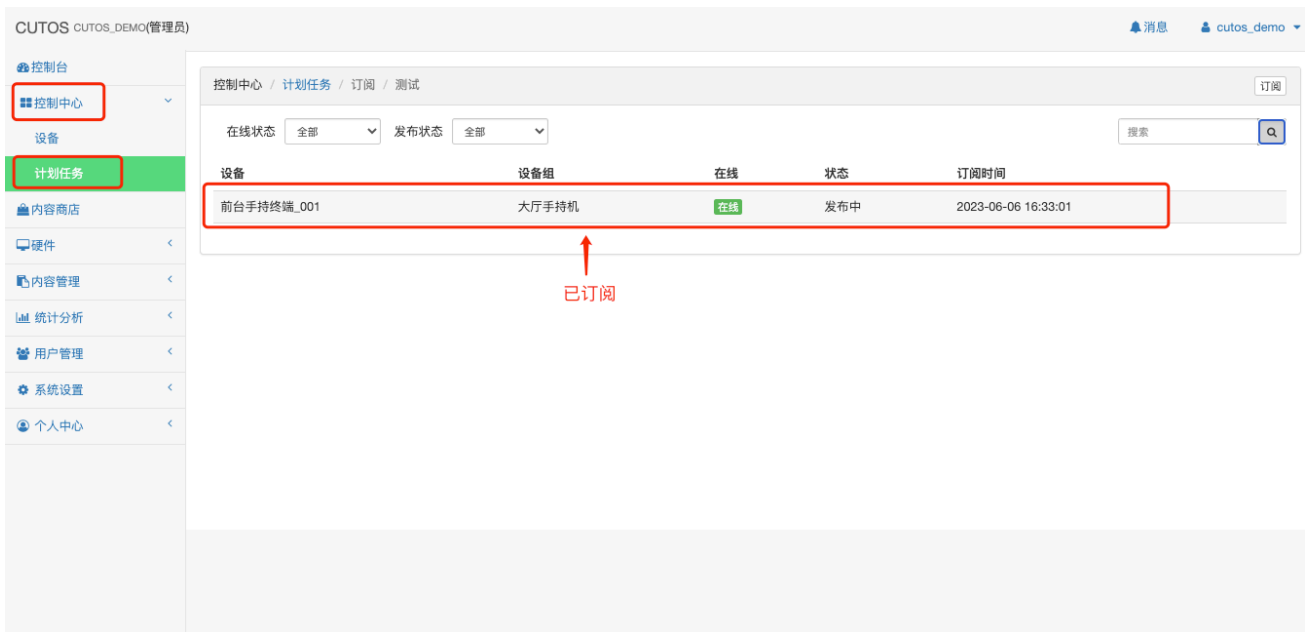 CUTOS CUTOS_DEMO(管理员)
消息
cutos_demo
控制台
控制中心
设备
计划任务
内容商店
硬件
内容管理
统计分析
用户管理
系统设置
个人中心
控制中心 / 计划任务 / 订阅 / 测试
订阅
在线状态 全部 发布状态 全部 搜索
设备 设备组 在线 状态 订阅时间
前台手持终端_001 大厅手持机 在线 发布中 2023-06-06 16:33:01
已订阅